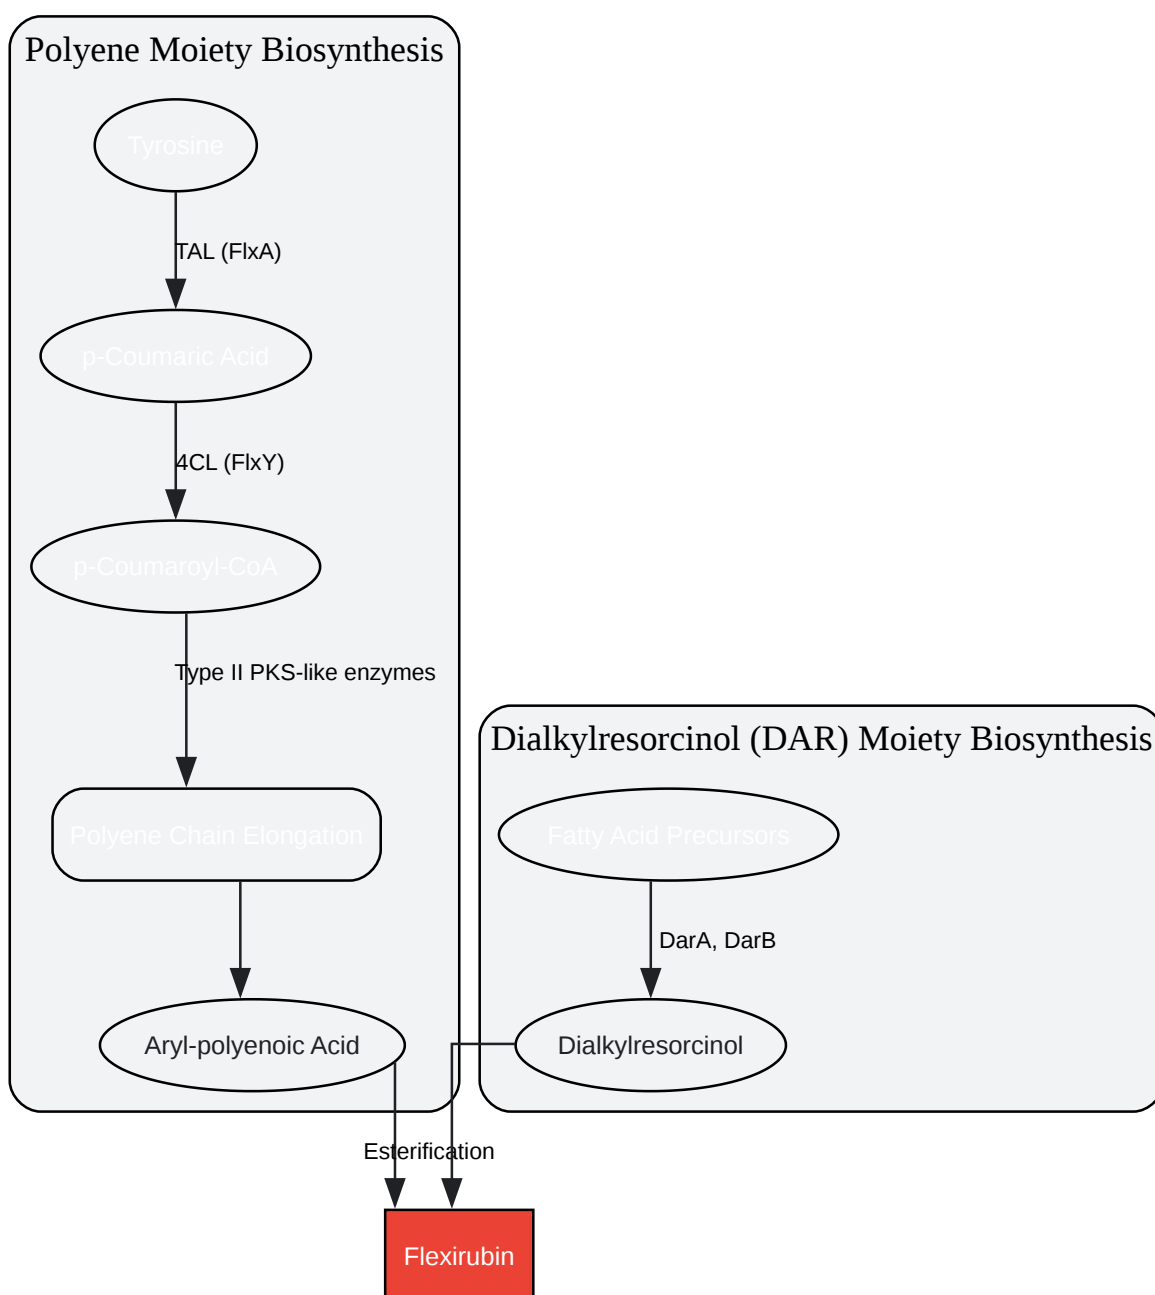 Polyene Moiety Biosynthesis
Tyrosine
TAL (FlxA)
p-Coumaric Acid
4CL (FlxY)
p-Coumaroyl-CoA
Type II PKS-like enzymes
Polyene Chain Elongation
Aryl-polyenoic Acid
Dialkylresorcinol (DAR) Moiety Biosynthesis
Fatty Acid Precursors
DarA, DarB
Dialkylresorcinol
Esterification
Flexirubin